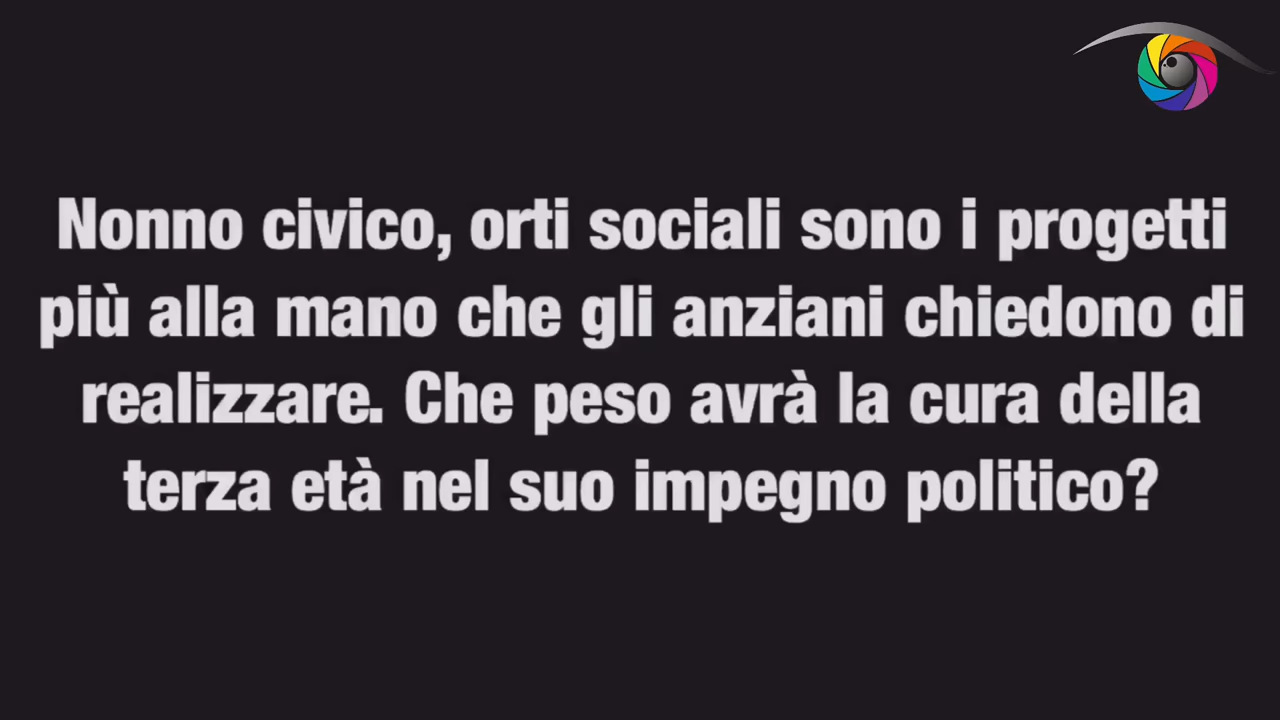 Nonno civico, orti sociali sono i progetti
più alla mano che gli anziani chiedono di
realizzare. Che peso avrà la cura della
terza età nel suo impegno politico?